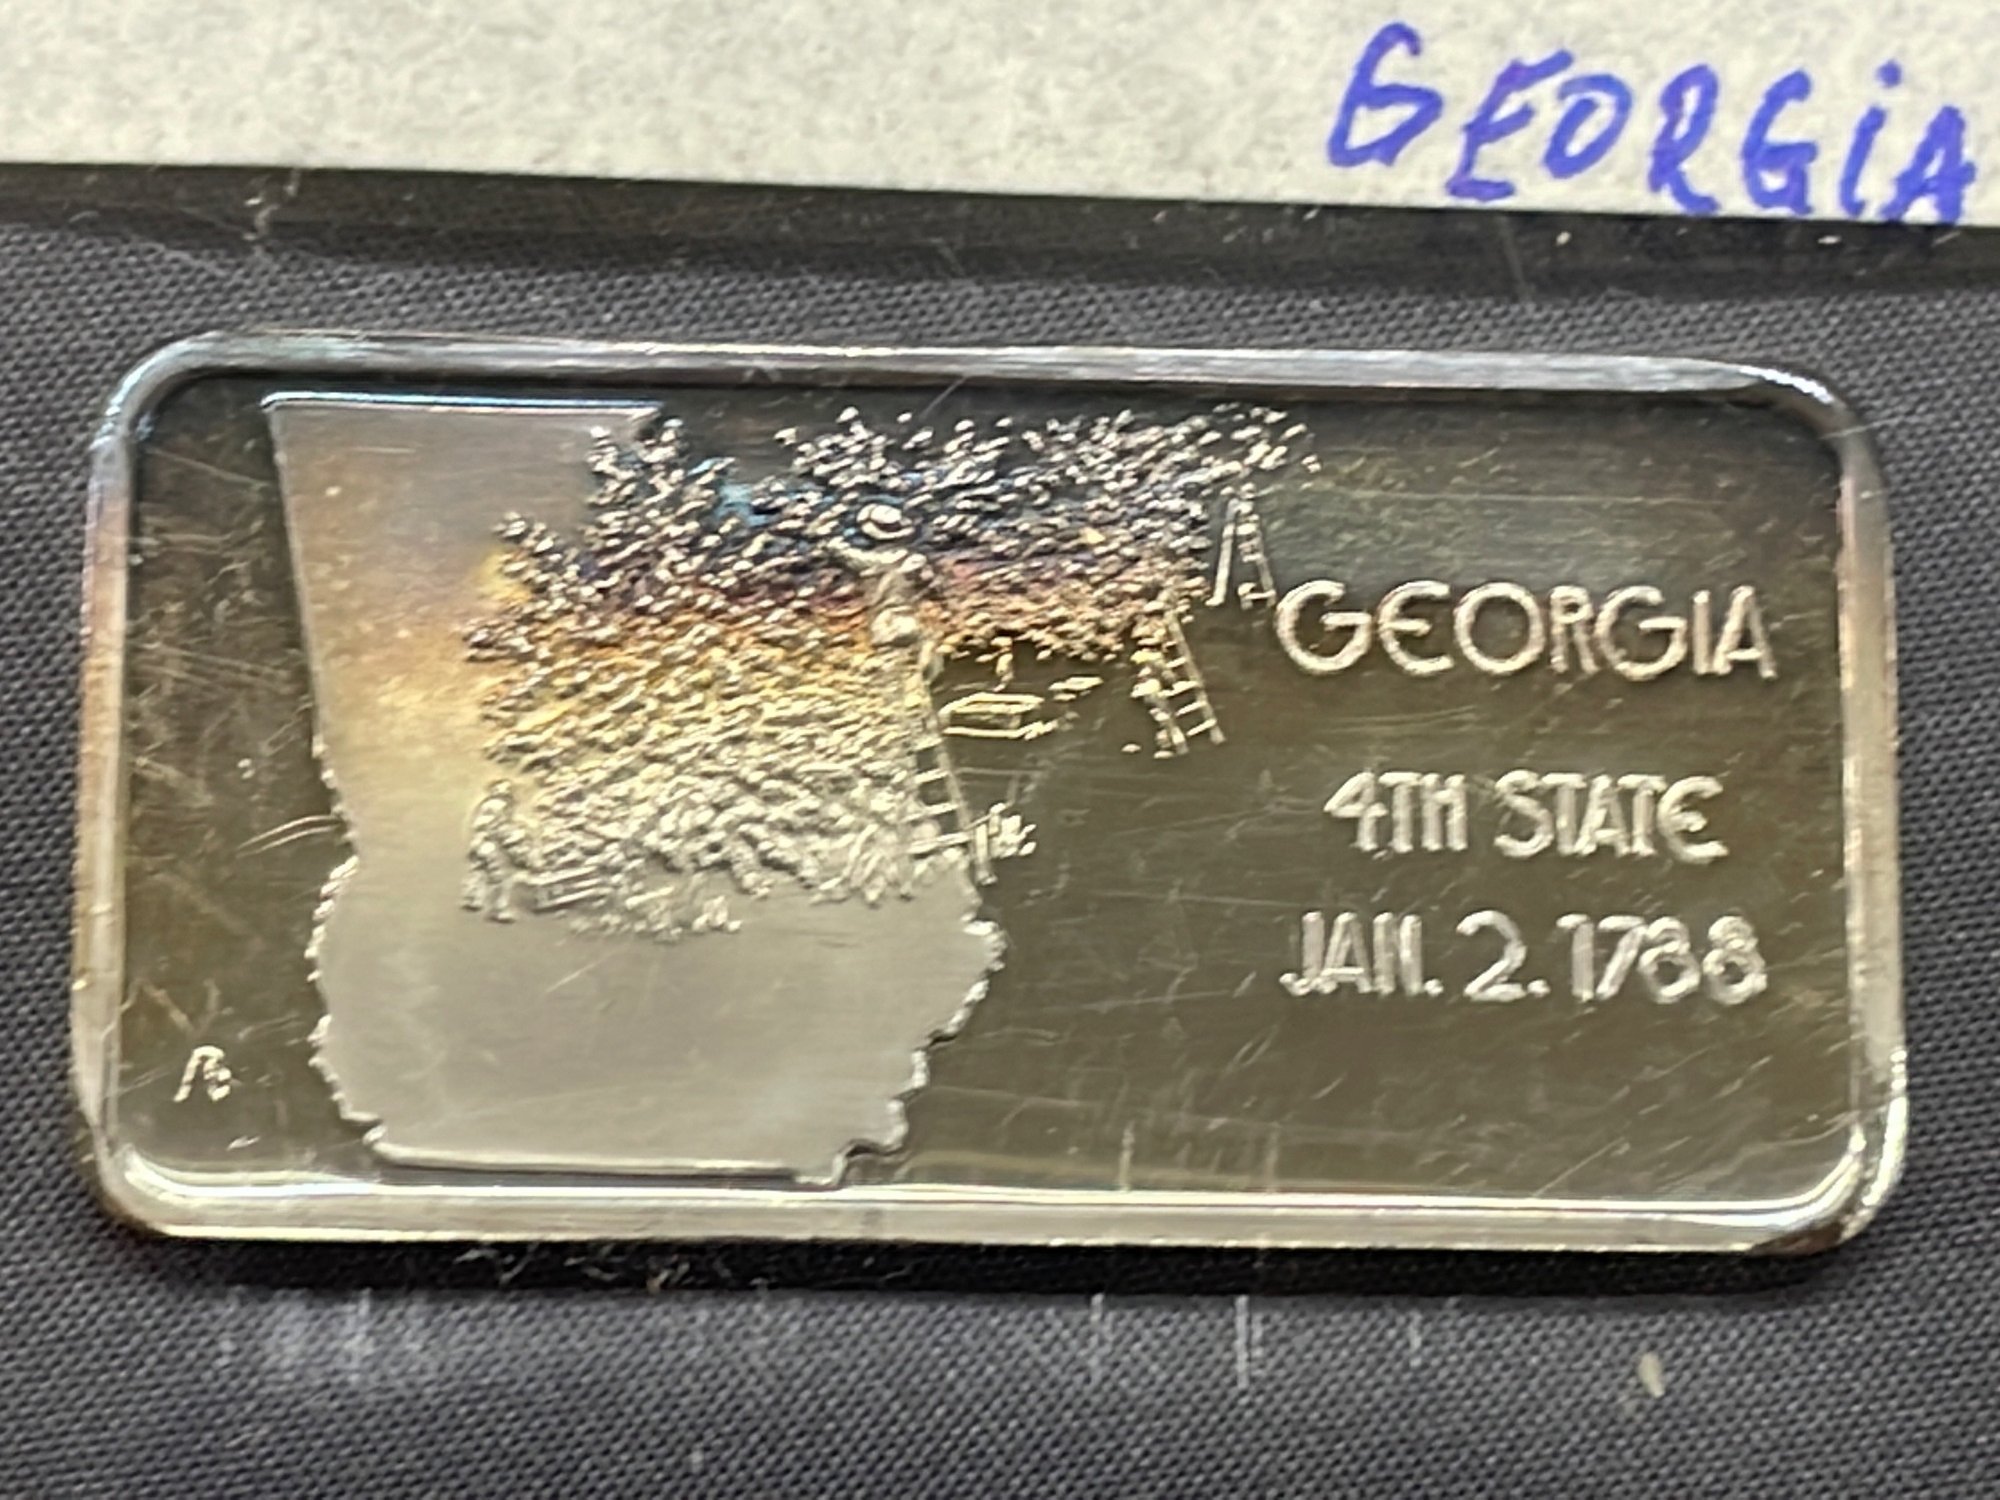 GEORGiA
GEORGIA
4TH STATE
JAN. 2. 1788